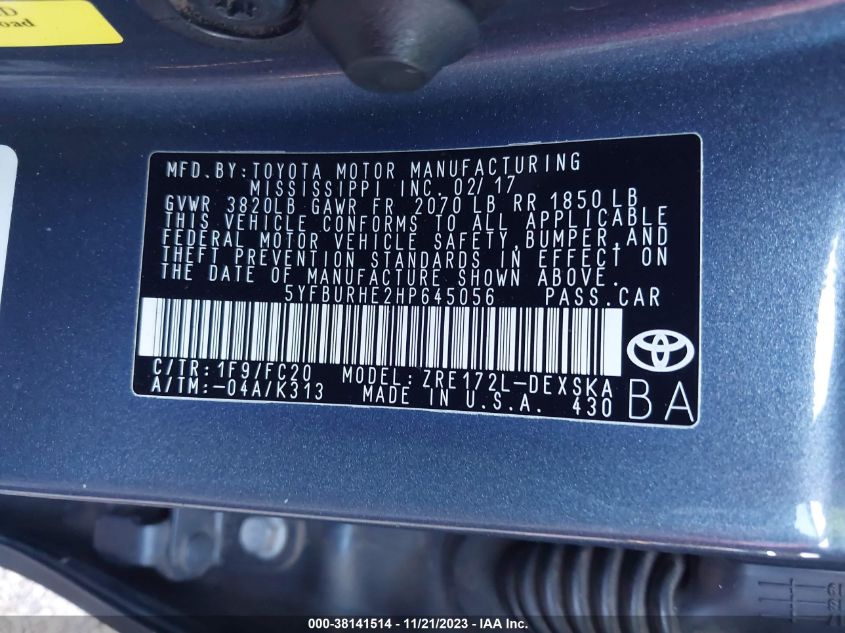 D
oad
MFD.BY:TOYOTA MOTOR MANUFACTURING
MISSISSIPPI INC. 02/17
GVWR 3820LB GAWR FR 2070 LB RR 1850 LB
THIS VEHICLE CONFORMS TO ALL APPLICABLE
FEDERAL MOTOR VEHICLE SAFETY,BUMPER,AND
THEFT PREVENTION STANDARDS IN EFFECT ON
THE DATE OF MANUFACTURE SHOWN ABOVE.
5YFBURHE2HP645056 PASS.CAR
C/TR: 1F9/FC20 MODEL: ZRE172L-DEXSKA
A/TM:-04A/K313 MADE IN U.S.A. 430
BA
000-38141514 - 11/21/2023 - IAA Inc.